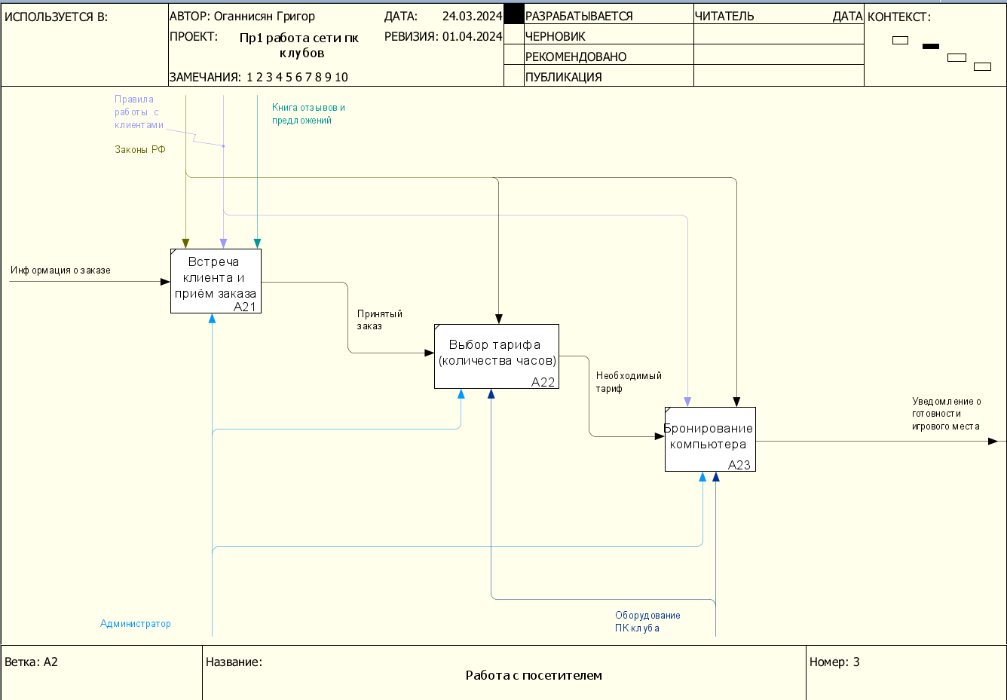 ИСПОЛЬЗУЕТСЯ В:
АВТОР: Оганнисян Григор
ДАТА: 24.03.2024
ПРОЕКТ: Пр1 работа сети пк
клубов
РЕВИЗИЯ: 01.04.2024
ЗАМЕЧАНИЯ: 1 2 3 4 5 6 7 8 9 10
РАЗРАБАТЫВАЕТСЯ
ЧЕРНОВИК
РЕКОМЕНДОВАНО
ПУБЛИКАЦИЯ
ЧИТАТЕЛЬ
ДАТА
КОНТЕКСТ:
Правила
работы с
клиентами
Законы РФ
Книга отзывов и
предложений
Информация о заказе
Встреча
клиента и
приём заказа
A21
Принятый
заказ
Выбор тарифа
(количества часов)
A22
Необходимый
тариф
Бронирование
компьютера
A23
Уведомление о
готовности
игрового места
Администратор
Оборудование
ПК клуба
Ветка: A2
Название:
Работа с посетителем
Номер: 3